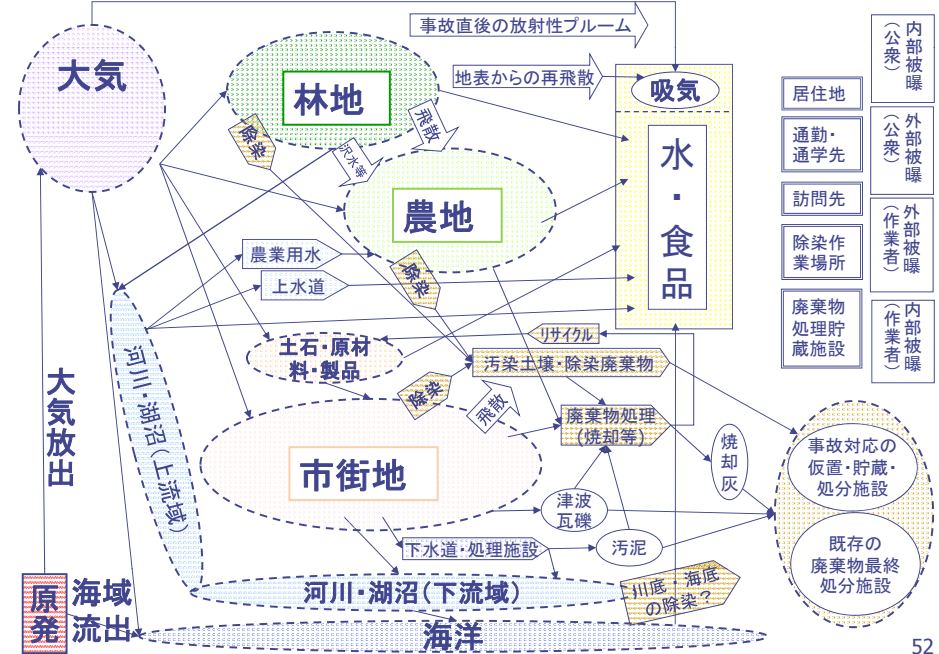 事故直後の放射性プルーム
大気
地表からの再飛散
吸気
林地
飛散
除染
沢水等
水・食品
農地
農業用水
上水道
除染
リサイクル
土石・原材
料・製品
汚染土壌・除染廃棄物
除染
飛散
廃棄物処理
(焼却等)
市街地
焼却灰
津波
瓦礫
汚泥
下水道・処理施設
河川・湖沼(上流域)
大気放出
原発
海域
流出
河川・湖沼(下流域)
川底・海底
の除染?
海洋
事故対応の
仮置・貯蔵・
処分施設
既存の
廃棄物最終
処分施設
居住地
通勤・
通学先
訪問先
除染作
業場所
廃棄物
処理貯
蔵施設
内部被曝
(公衆)
外部被曝
(公衆)
外部被曝
(作業者)
内部被曝
(作業者)
52